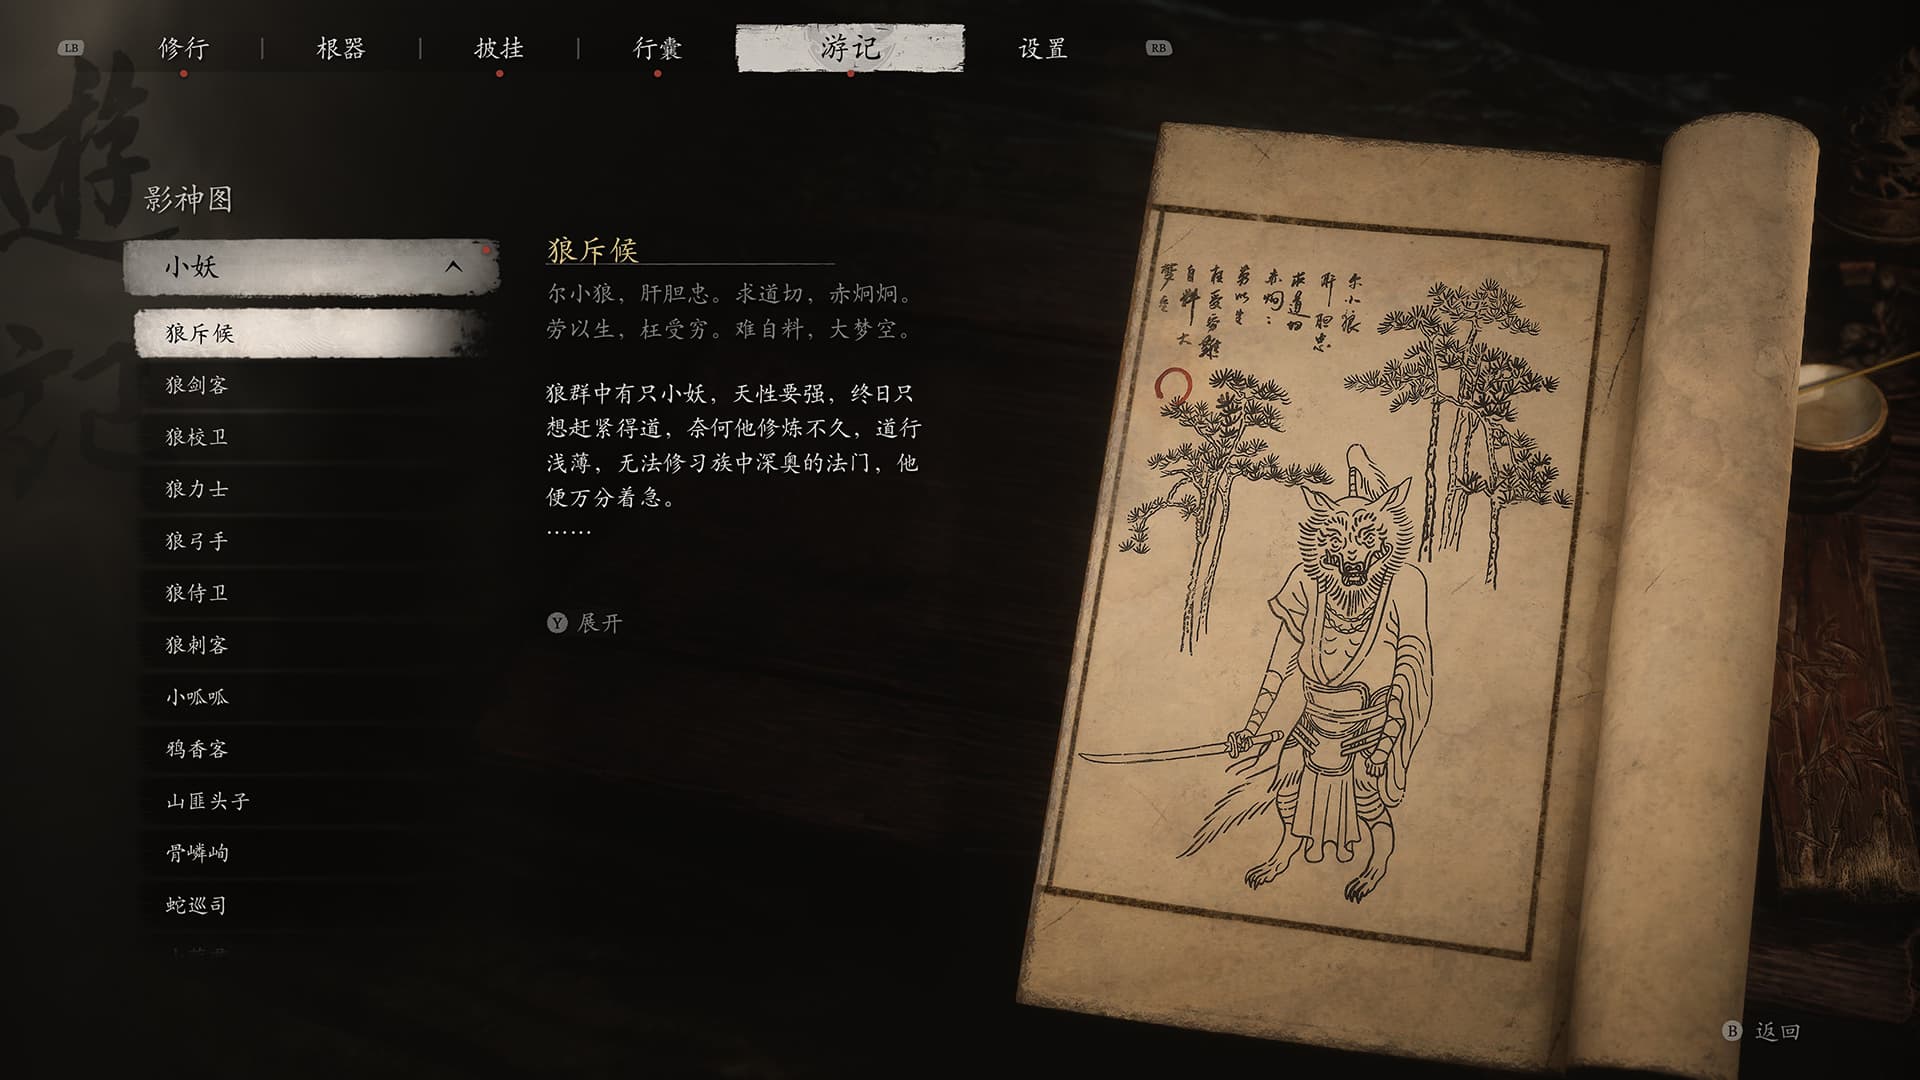 LB 修行 | 根器 | 披挂 | 行囊 游记 设置 RB
遊記
影神图
小妖
狼斥候
狼剑客
狼校卫
狼力士
狼弓手
狼侍卫
狼刺客
小呱呱
鸦香客
山匪头子
骨嶙峋
蛇巡司
狼斥候
尔小狼，肝胆忠。求道切，赤炯炯。
劳以生，枉受穷。难自料，大梦空。
狼群中有只小妖，天性要强，终日只
想赶紧得道，奈何他修炼不久，道行
浅薄，无法修习族中深奥的法门，他
便万分着急。
……
Y 展开
尔小狼
肝胆忠
求道切
赤炯：
劳以生
枉受穷難
自料大
夢空
B 返回